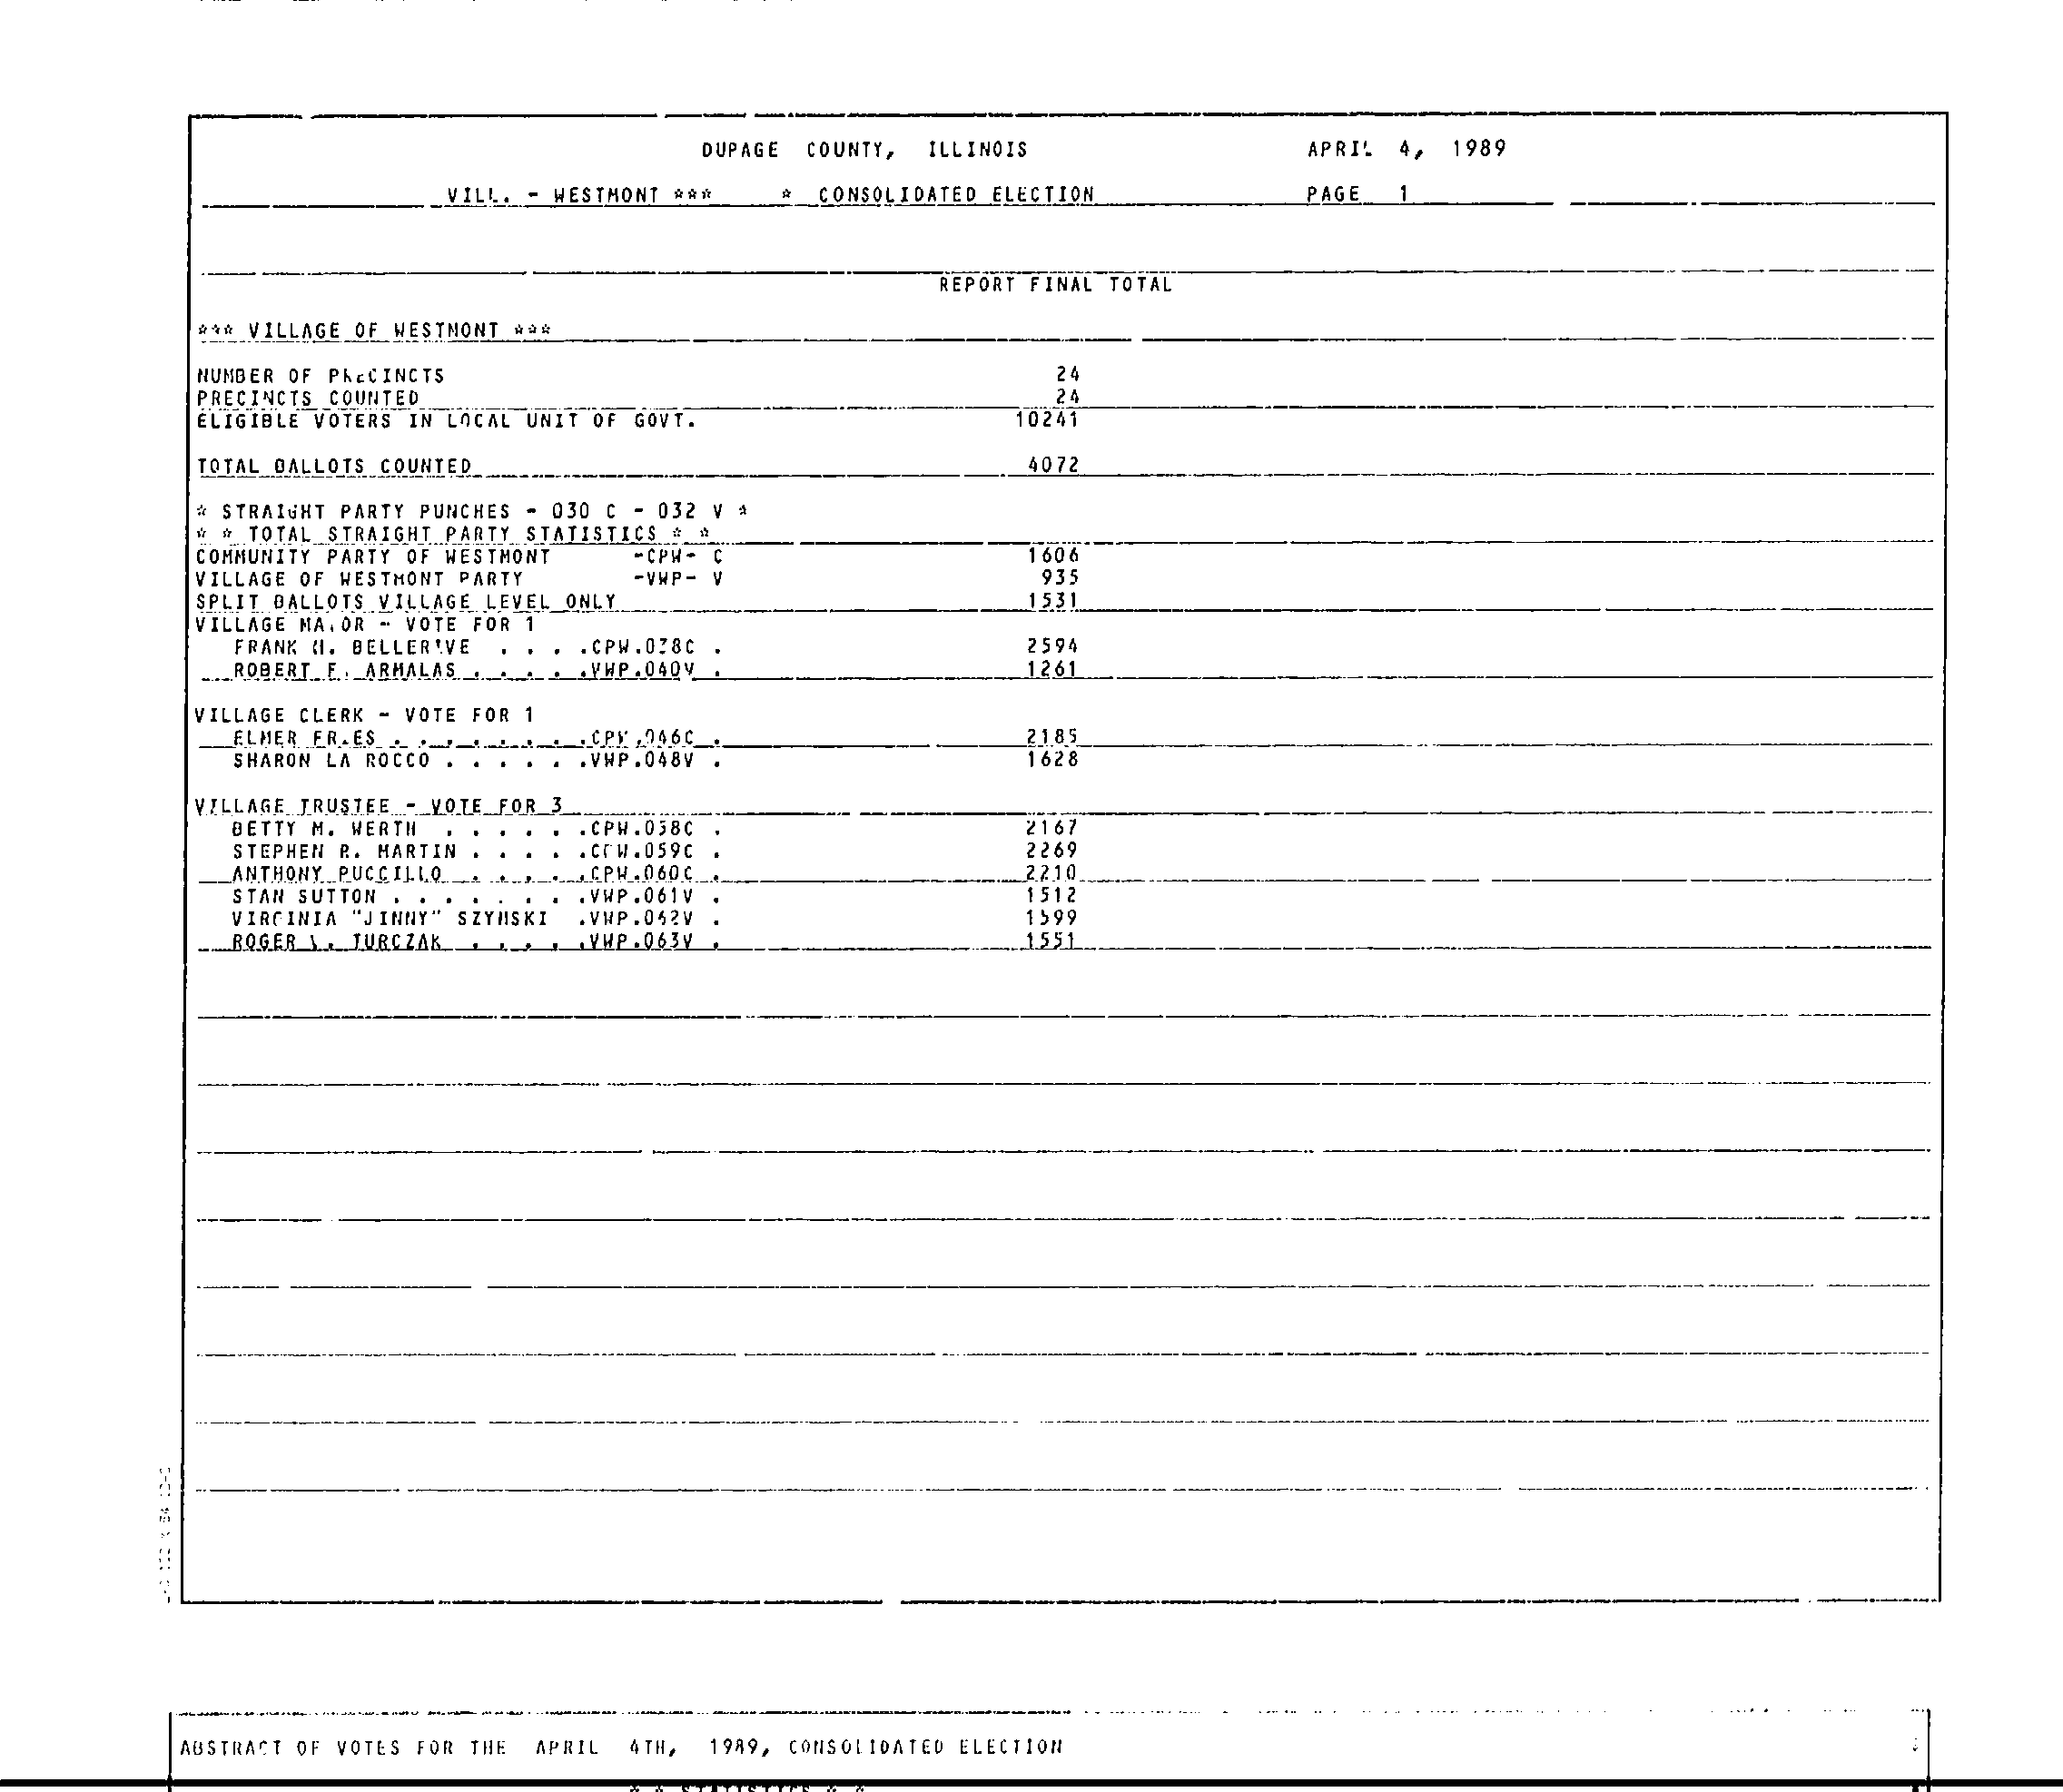 DUPAGE COUNTY, ILLINOIS APRIL 4, 1989
VILL. - WESTMONT *** * CONSOLIDATED ELECTION PAGE 1
REPORT FINAL TOTAL
*** VILLAGE OF WESTMONT ***
NUMBER OF PRECINCTS 24
PRECINCTS COUNTED 24
ELIGIBLE VOTERS IN LOCAL UNIT OF GOVT. 10241
TOTAL BALLOTS COUNTED 4072
* STRAIGHT PARTY PUNCHES - 030 C - 032 V *
* * TOTAL STRAIGHT PARTY STATISTICS * *
COMMUNITY PARTY OF WESTMONT -CPW- C 1606
VILLAGE OF WESTMONT PARTY -VWP- V 935
SPLIT BALLOTS VILLAGE LEVEL ONLY 1531
VILLAGE MAJOR - VOTE FOR 1
FRANK H. BELLERIVE . . . .CPW.038C . 2594
ROBERT F. ARMALAS . . . . .VWP.040V . 1261
VILLAGE CLERK - VOTE FOR 1
ELMER FRIES . . . . . . . .CPW.046C . 2185
SHARON LA ROCCO . . . . . .VWP.048V . 1628
VILLAGE TRUSTEE - VOTE FOR 3
BETTY M. WERTH . . . . . .CPW.058C . 2167
STEPHEN R. MARTIN . . . . .CPW.059C . 2269
ANTHONY PUCCILLO . . . . .CPW.060C . 2210
STAN SUTTON . . . . . . . .VWP.061V . 1512
VIRGINIA "JINNY" SZYMSKI .VWP.062V . 1599
ROGER TURCZAK . . . . .VWP.063V . 1551
ABSTRACT OF VOTES FOR THE APRIL 4TH, 1989, CONSOLIDATED ELECTION
* * STATISTICS * *